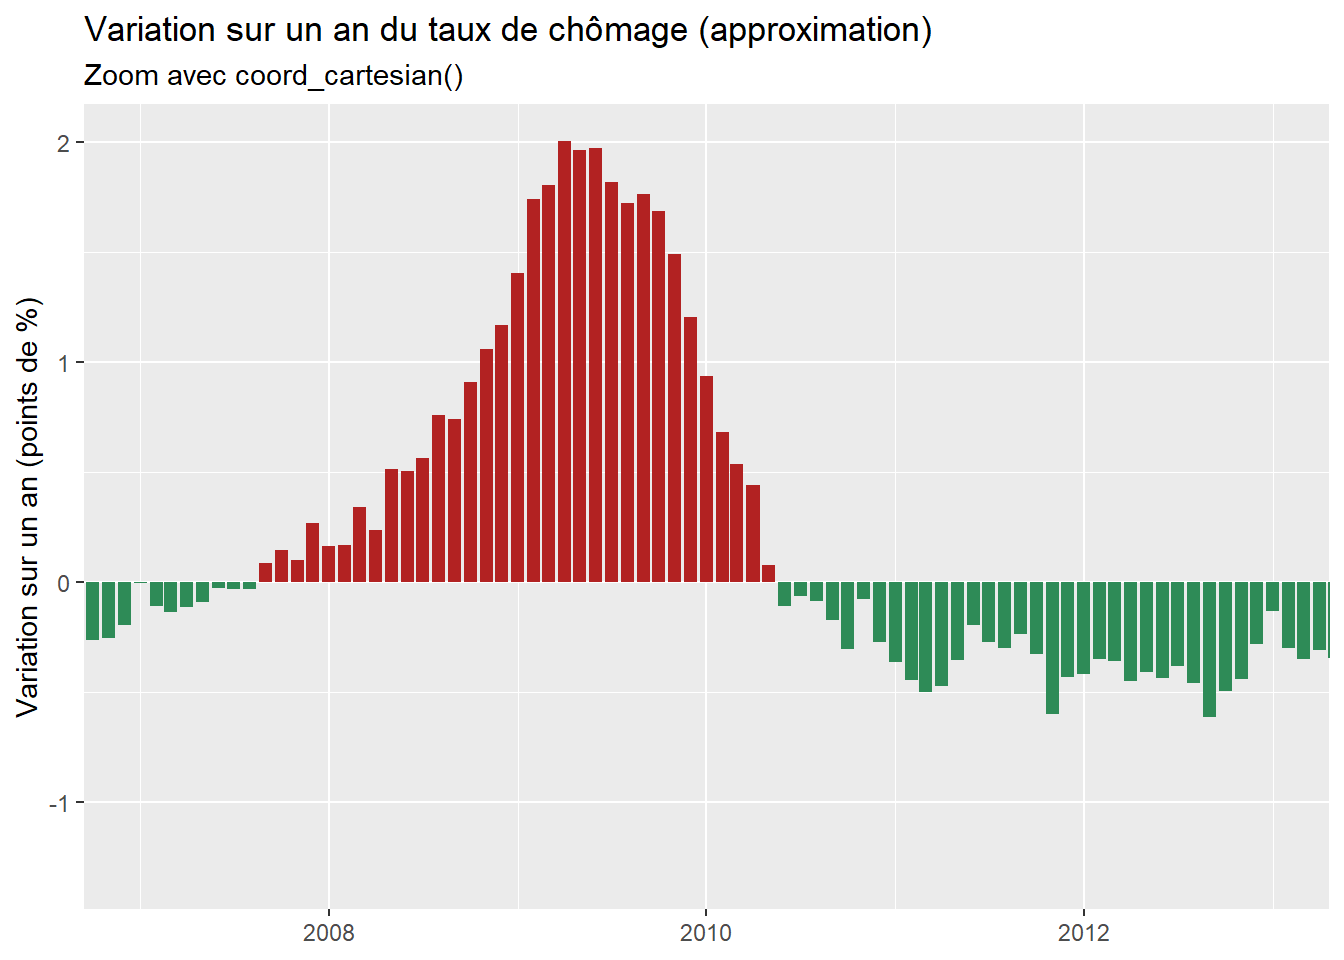 Variation sur un an du taux de chômage (approximation)
Zoom avec coord_cartesian()
Variation sur un an (points de %)
2
1
0
-1
2008
2010
2012